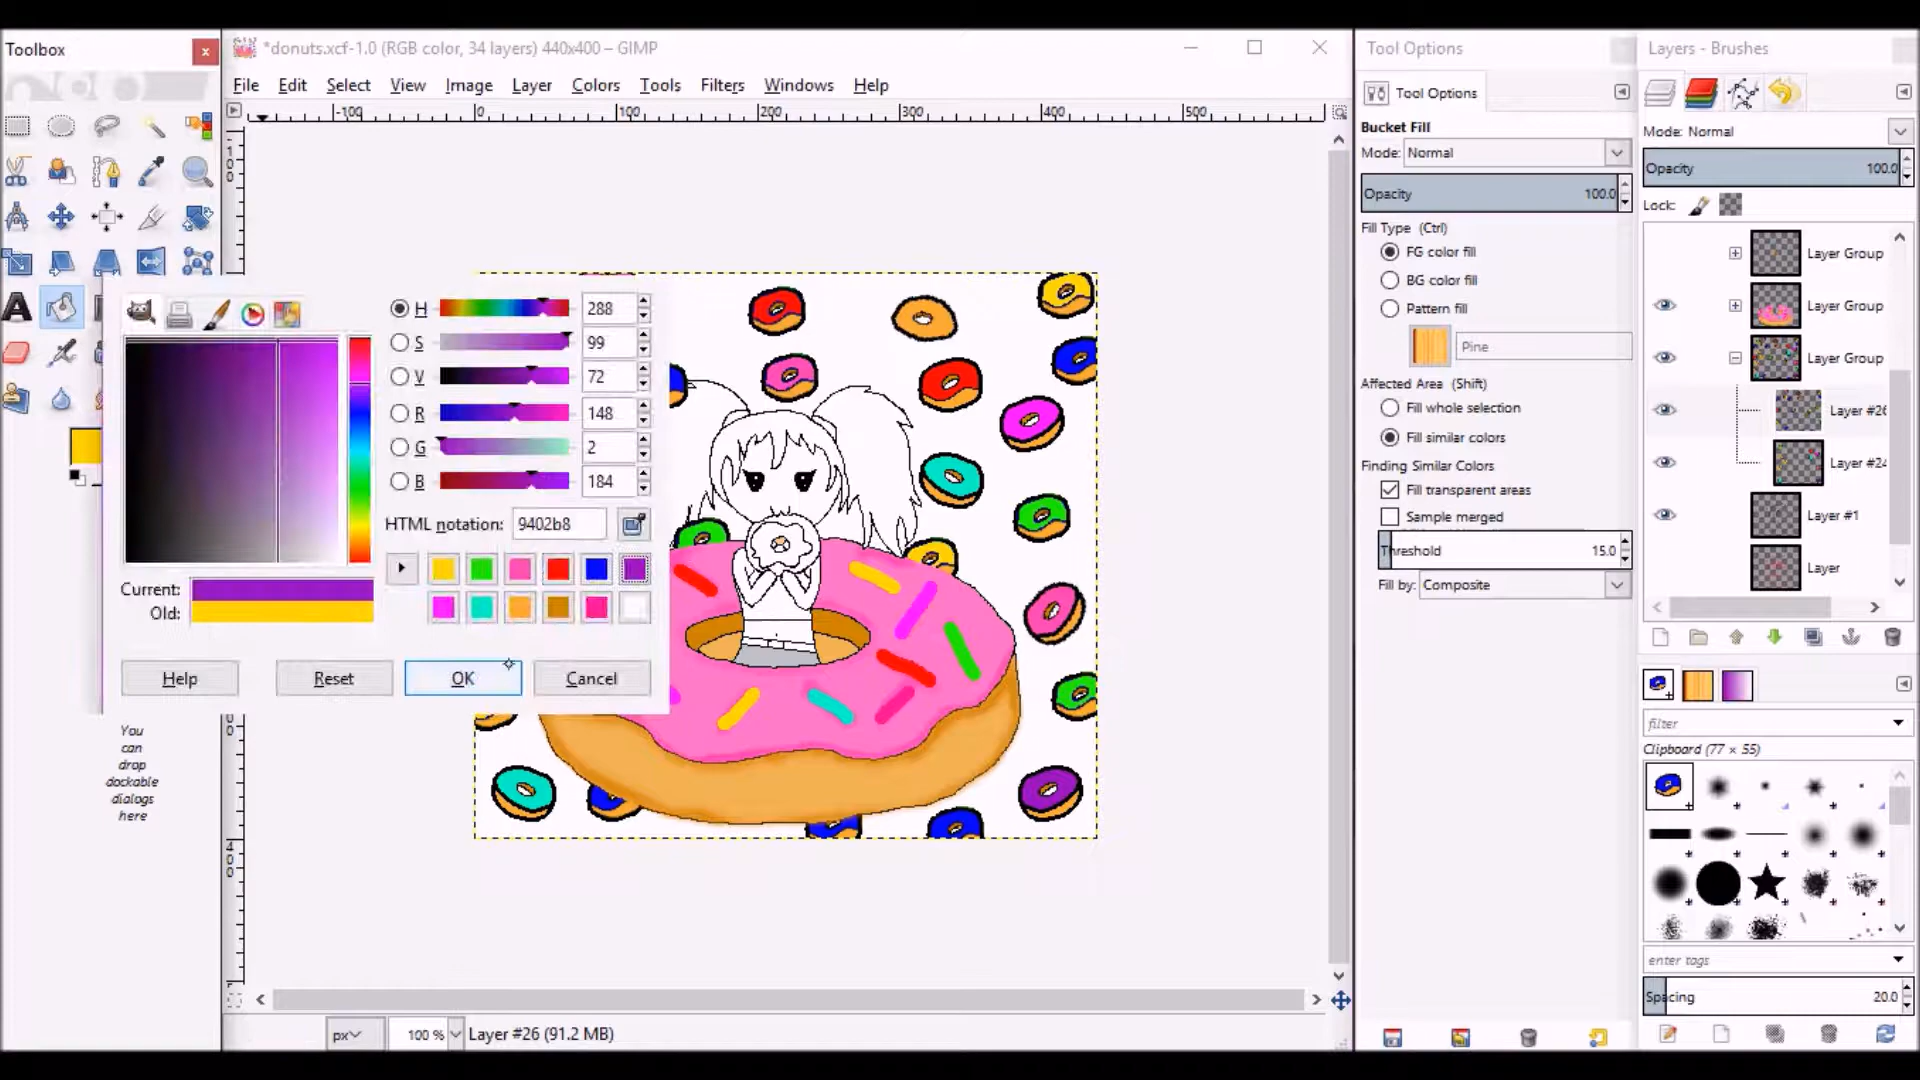 Toolbox
*donuts.xcf-1.0 (RGB color, 34 layers) 440x400 – GIMP
Tool Options
Layers - Brushes
File Edit Select View Image Layer Colors Tools Filters Windows Help
-100 0 100 200 300 400 500
Tool Options
Bucket Fill
Mode: Normal
Opacity 100.0
Fill Type (Ctrl)
FG color fill
BG color fill
Pattern fill
Pine
Affected Area (Shift)
Fill whole selection
Fill similar colors
Finding Similar Colors
Fill transparent areas
Sample merged
Threshold 15.0
Fill by: Composite
Mode: Normal
Opacity 100.0
Lock:
Layer Group
Layer Group
Layer Group
Layer #26
Layer #24
Layer #1
Layer
filter
Clipboard (77 × 55)
enter tags
Spacing 20.0
H 288
S 99
V 72
R 148
G 2
B 184
HTML notation: 9402b8
Current:
Old:
Help Reset OK Cancel
You
can
drop
dockable
dialogs
here
px 100 % Layer #26 (91.2 MB)